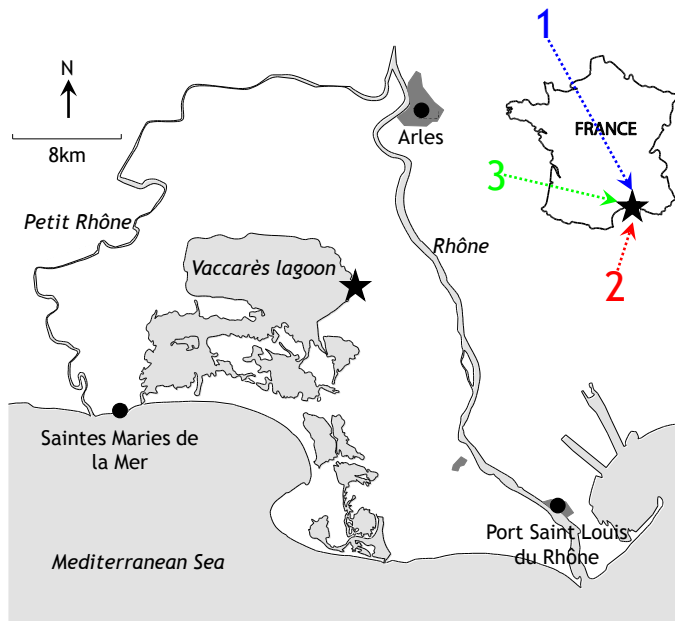 N
8km
Arles
Petit Rhône
Rhône
Vaccarès lagoon
Saintes Maries de
la Mer
Port Saint Louis
du Rhône
Mediterranean Sea
1
FRANCE
3
2